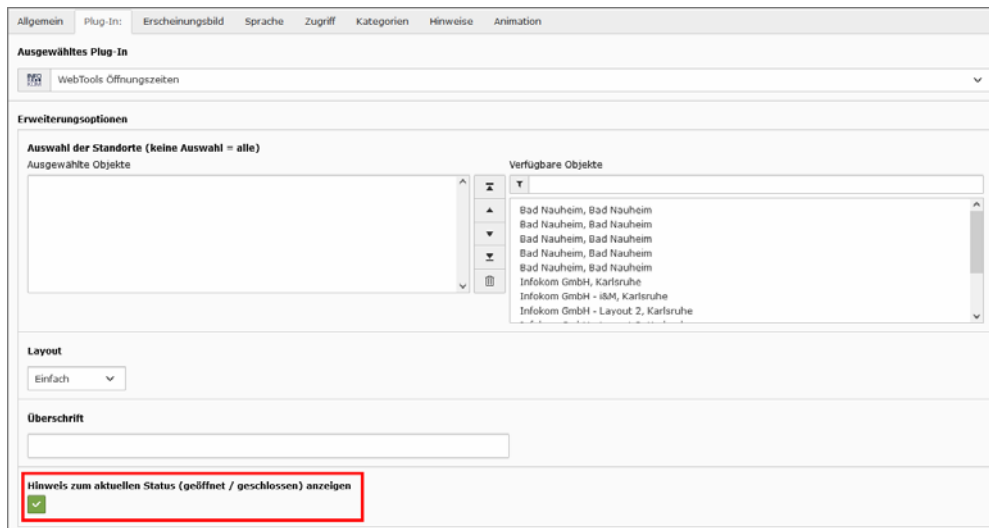 Allgemein Plug-In: Erscheinungsbild Sprache Zugriff Kategorien Hinweise Animation
Ausgewähltes Plug-In
WebTools Öffnungszeiten
Erweiterungsoptionen
Auswahl der Standorte (keine Auswahl = alle)
Ausgewählte Objekte
Verfügbare Objekte
Bad Nauheim, Bad Nauheim
Bad Nauheim, Bad Nauheim
Bad Nauheim, Bad Nauheim
Bad Nauheim, Bad Nauheim
Bad Nauheim, Bad Nauheim
Infokom GmbH, Karlsruhe
Infokom GmbH - i&M, Karlsruhe
Infokom GmbH - Layout 2, Karlsruhe
Layout
Einfach
Überschrift
Hinweis zum aktuellen Status (geöffnet / geschlossen) anzeigen